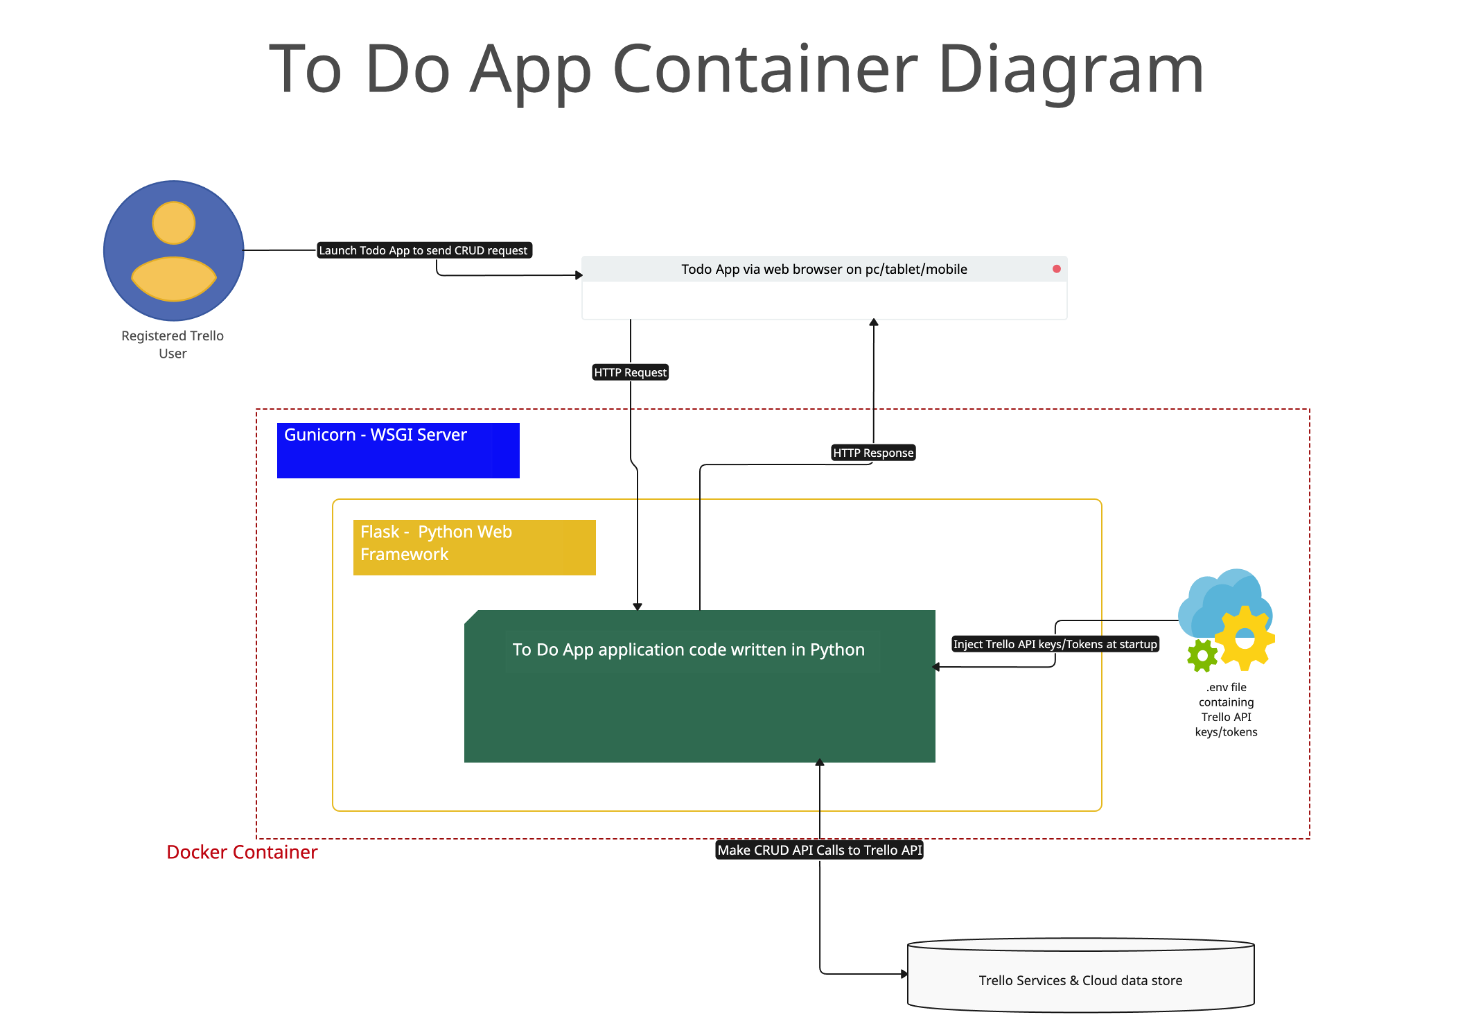 To Do App Container Diagram
Launch Todo App to send CRUD request
Todo App via web browser on pc/tablet/mobile
Registered Trello
User
HTTP Request
Gunicorn - WSGI Server
HTTP Response
Flask -  Python Web
Framework
To Do App application code written in Python
Inject Trello API keys/Tokens at startup
.env file
containing
Trello API
keys/tokens
Docker Container
Make CRUD API Calls to Trello API
Trello Services & Cloud data store